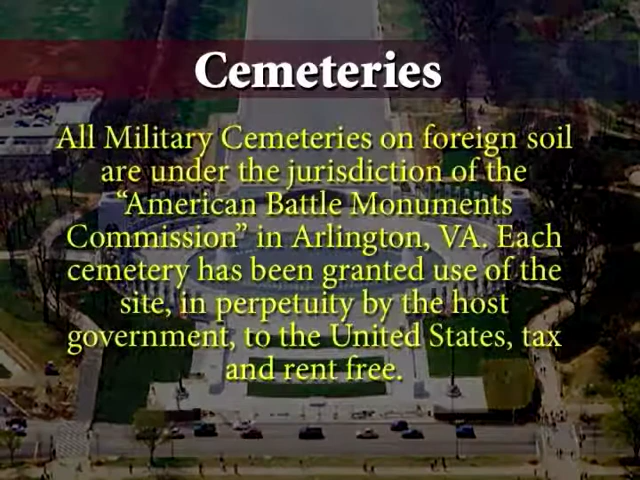 Cemeteries
All Military Cemeteries on foreign soil
are under the jurisdiction of the
“American Battle Monuments
Commission” in Arlington, VA. Each
cemetery has been granted use of the
site, in perpetuity by the host
government, to the United States, tax
and rent free.